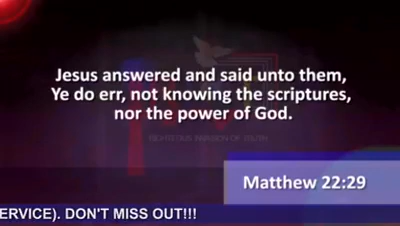 Jesus answered and said unto them,
Ye do err, not knowing the scriptures,
nor the power of God.
Matthew 22:29
ERVICE). DON'T MISS OUT!!!